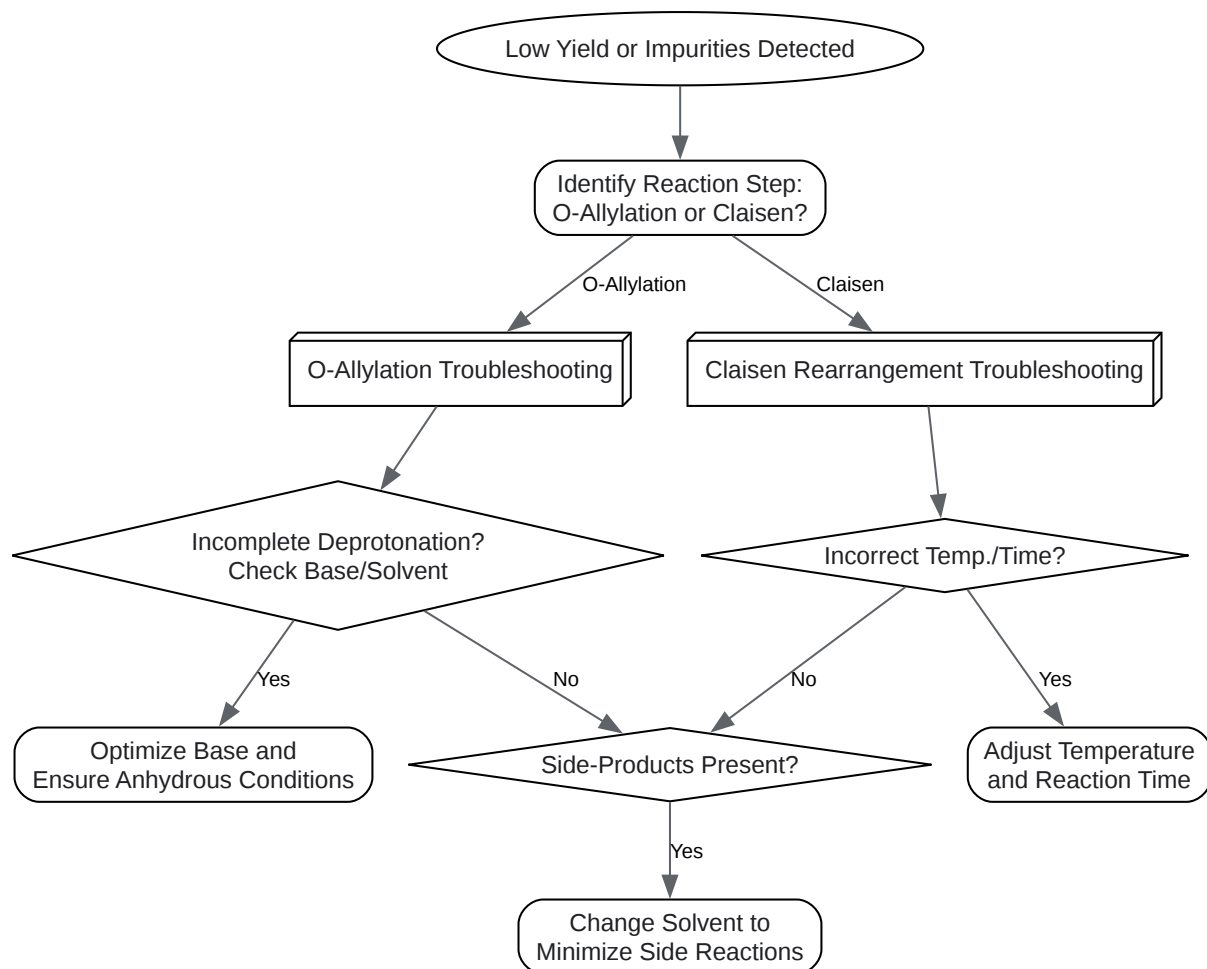 Low Yield or Impurities Detected
Identify Reaction Step:
O-Allylation or Claisen?
O-Allylation
Claisen
O-Allylation Troubleshooting
Claisen Rearrangement Troubleshooting
Incomplete Deprotonation?
Check Base/Solvent
Incorrect Temp./Time?
Yes
No
No
Yes
Optimize Base and
Ensure Anhydrous Conditions
Side-Products Present?
Adjust Temperature
and Reaction Time
Yes
Change Solvent to
Minimize Side Reactions